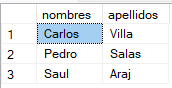 nombres apellidos
1 Carlos Villa
2 Pedro Salas
3 Saul Araj